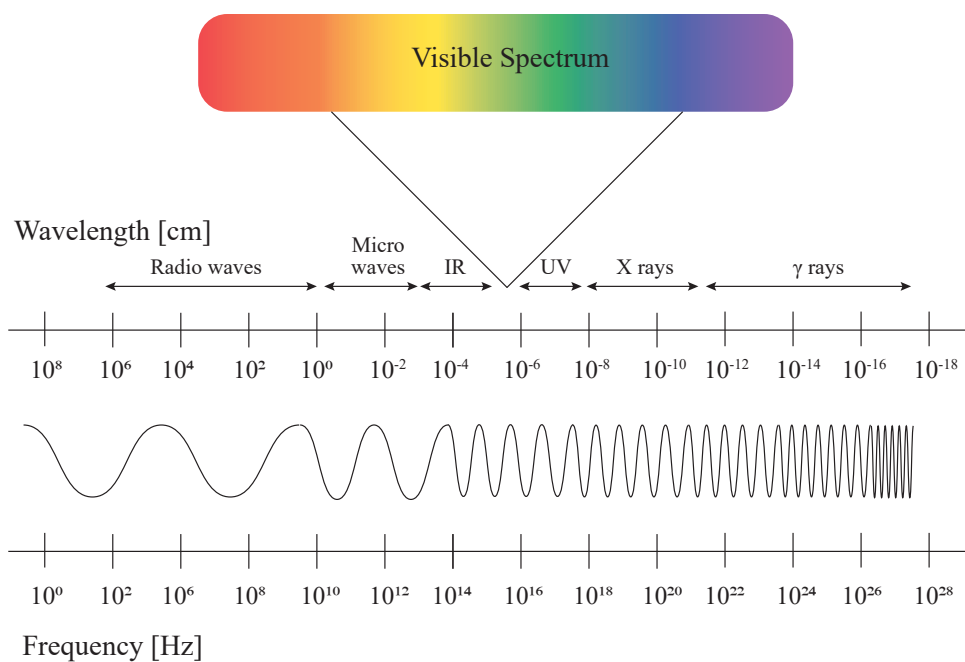 Visible Spectrum
Wavelength [cm]
Radio waves
Micro
waves
IR
UV
X rays
γ rays
10⁸ 10⁶ 10⁴ 10² 10⁰ 10⁻² 10⁻⁴ 10⁻⁶ 10⁻⁸ 10⁻¹⁰ 10⁻¹² 10⁻¹⁴ 10⁻¹⁶ 10⁻¹⁸
10⁰ 10² 10⁶ 10⁸ 10¹⁰ 10¹² 10¹⁴ 10¹⁶ 10¹⁸ 10²⁰ 10²² 10²⁴ 10²⁶ 10²⁸
Frequency [Hz]